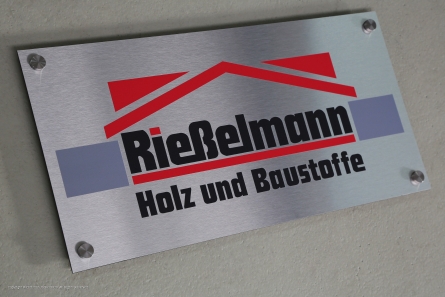 Rießelmann
Holz und Baustoffe